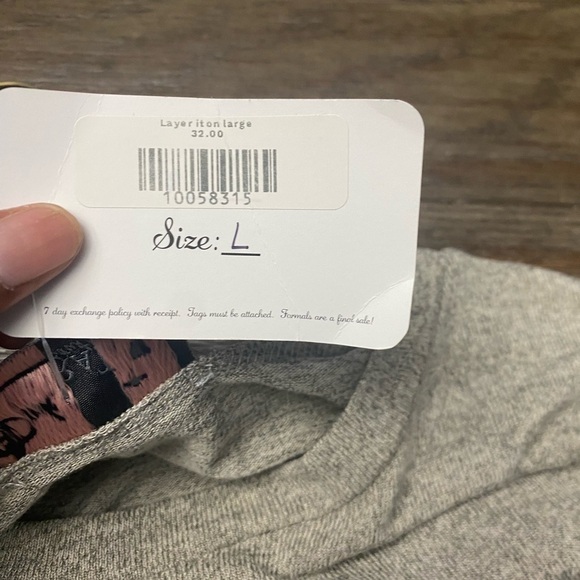 Layer it on large
32.00
10058315
Size: L
7 day exchange policy with receipt. Tags must be attached. Formals are a final sale!